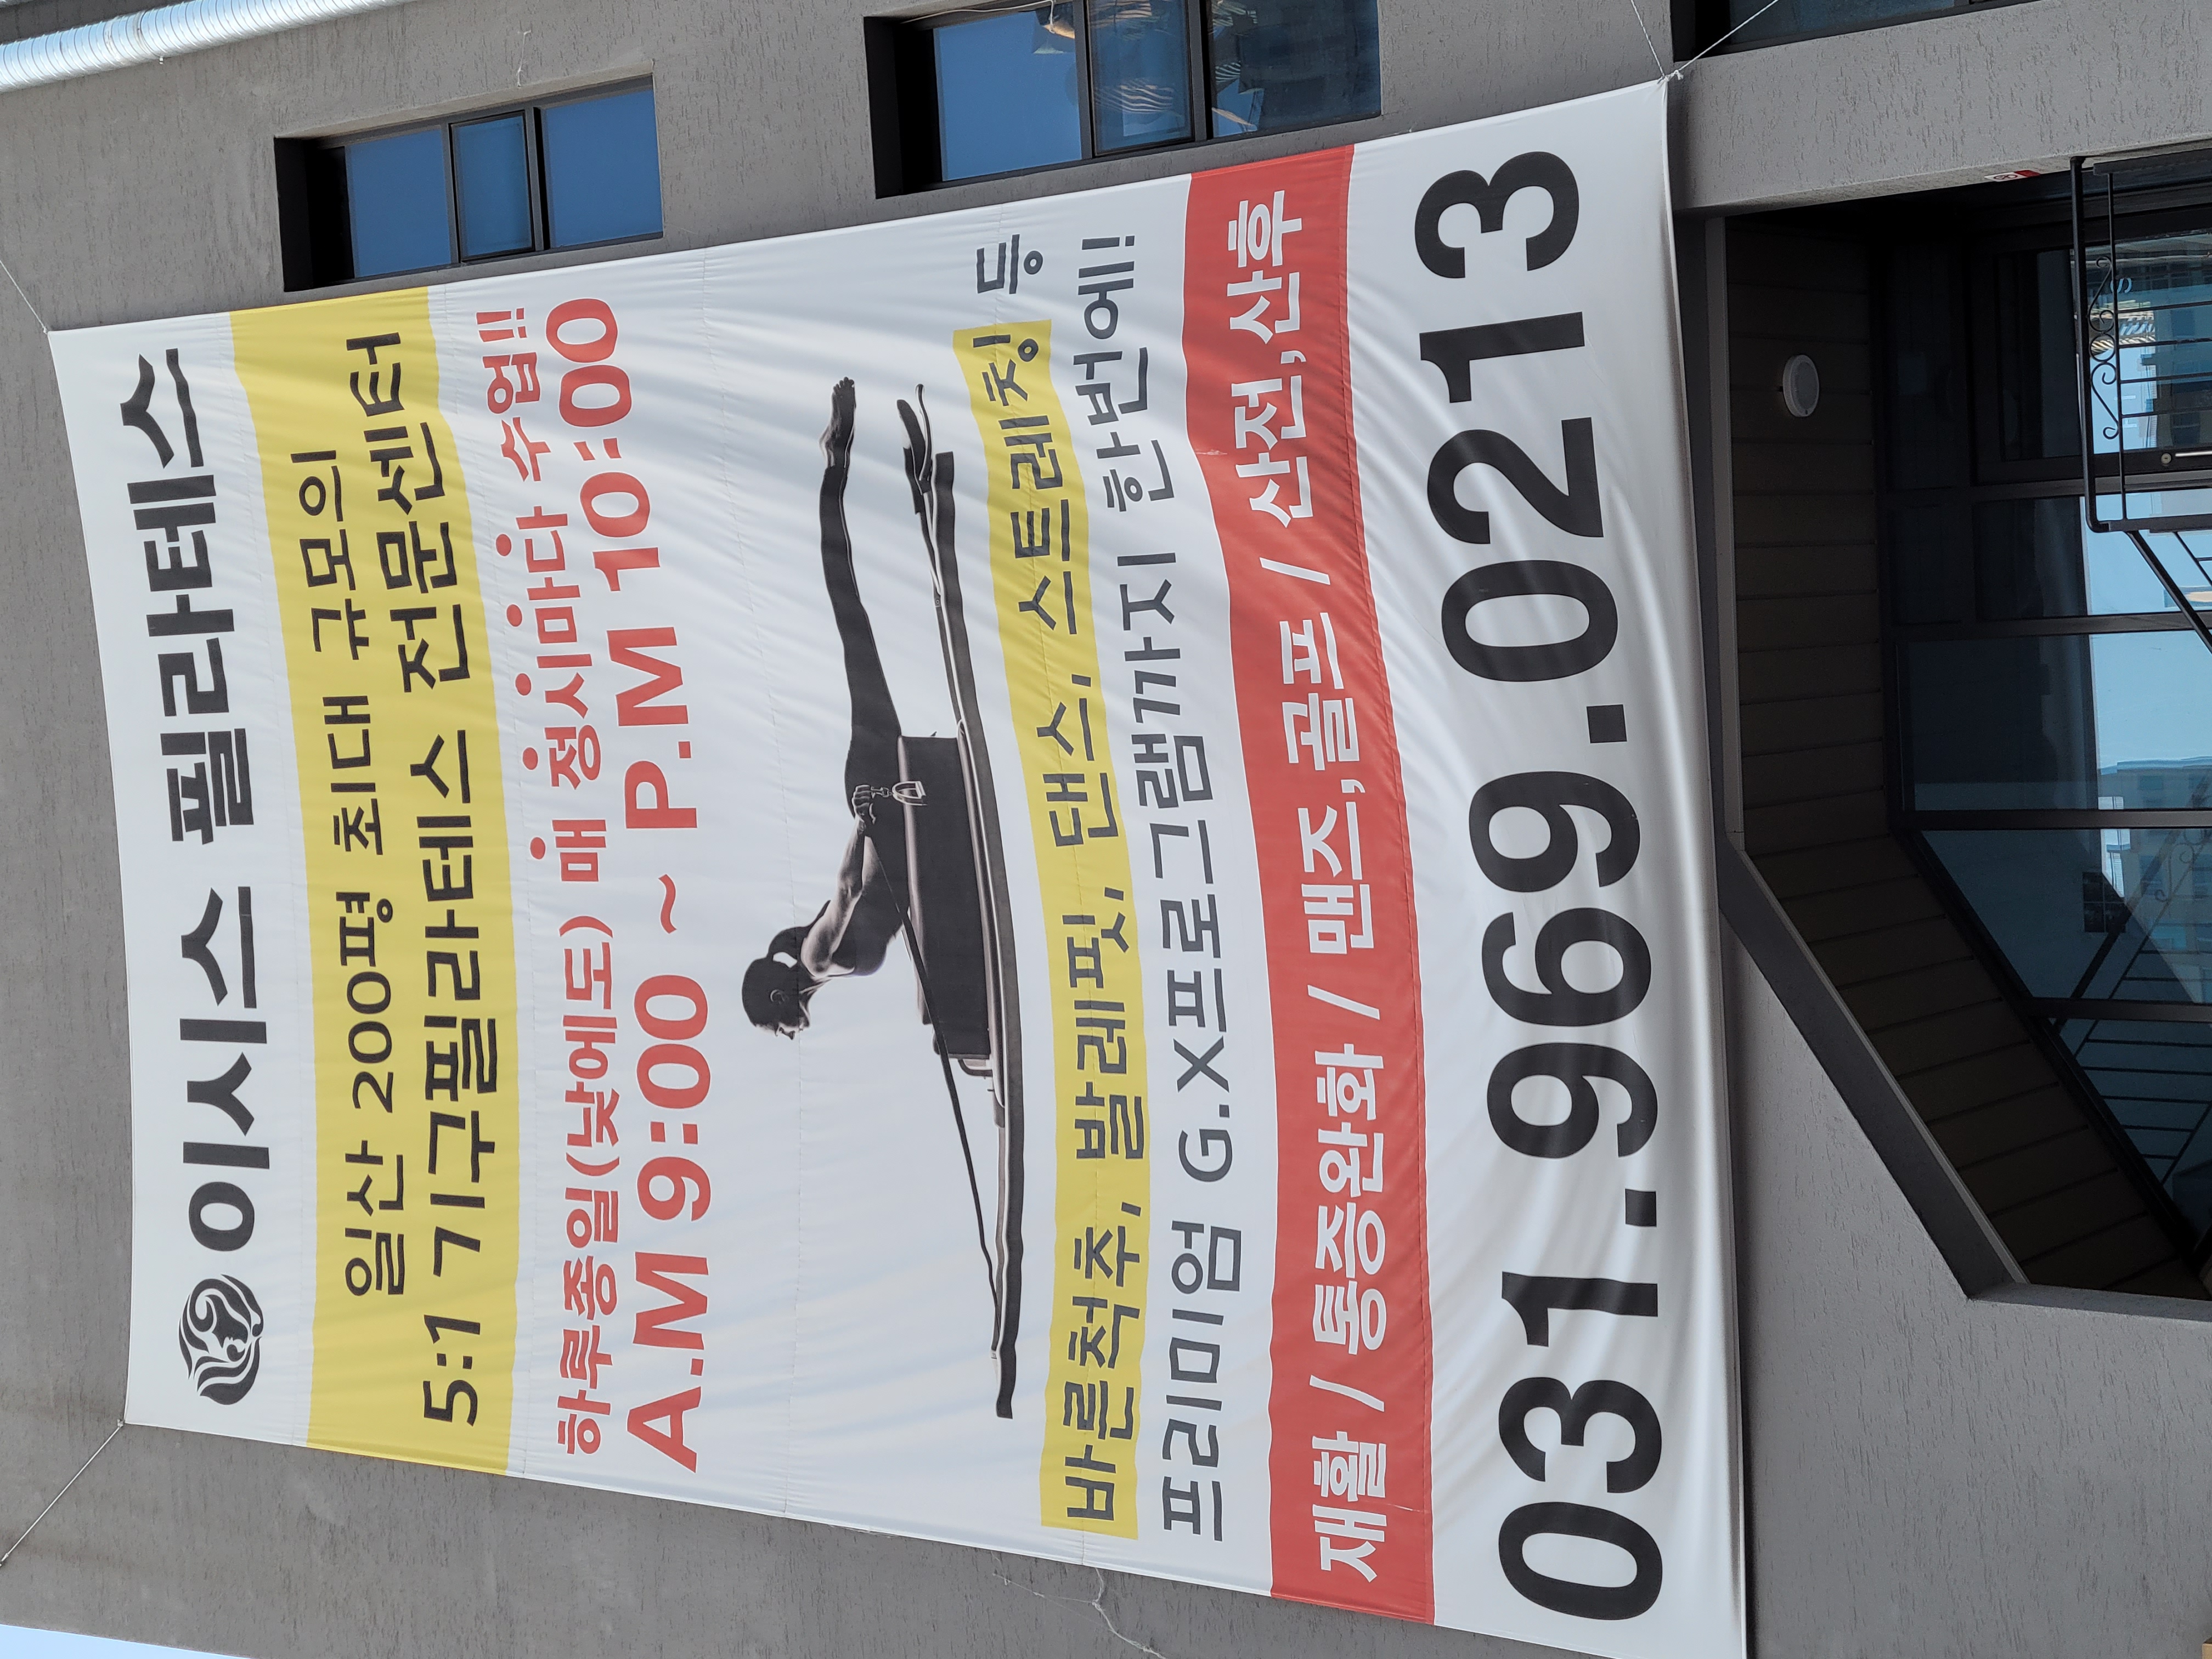 이시스 필라테스
일산 200평 최대 규모의
5:1 기구필라테스 전문센터
하루종일(낮에도) 매 정시마다 수업!!
A.M 9:00 ~ P.M 10:00
바른척추, 발레핏, 댄스, 스트레칭 등
프리미엄 G.X프로그램까지 한번에!
재활 / 통증완화 / 맨즈,골프 / 산전,산후
031.969.0213